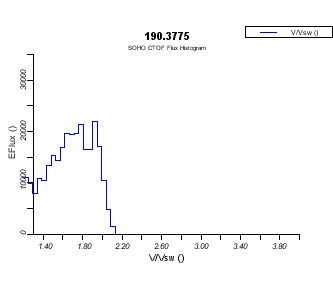 V/Vsw ()
190.3775
SOHO CTOF Flux Histogram
30000
20000
10000
0
EFlux ()
1.40 1.80 2.20 2.60 3.00 3.40 3.80
V/Vsw ()